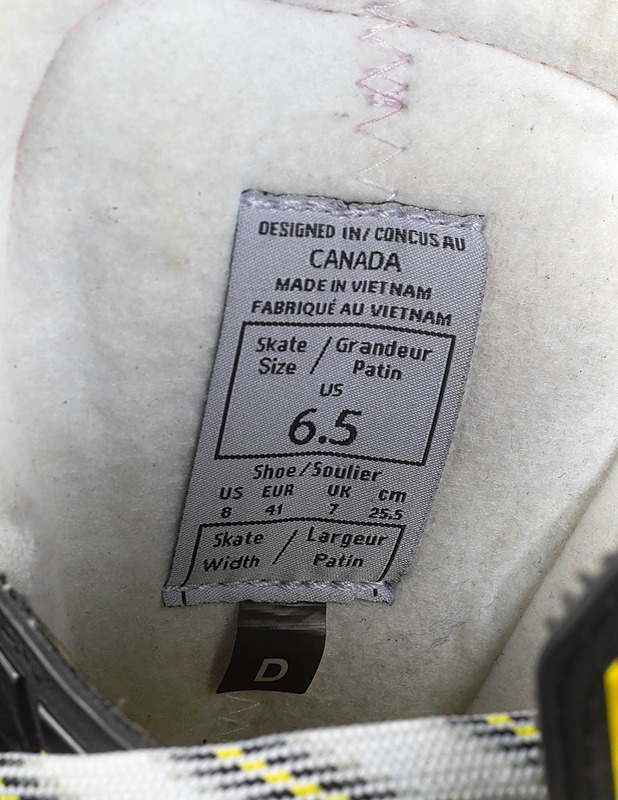 DESIGNED IN/ CONCUS AU
CANADA
MADE IN VIETNAM
FABRIQUÉ AU VIETNAM
Skate / Grandeur
Size Patin
US
6.5
Shoe/Soulier
US EUR UK cm
8 41 7 25.5
Skate / Largeur
Width Patin
D